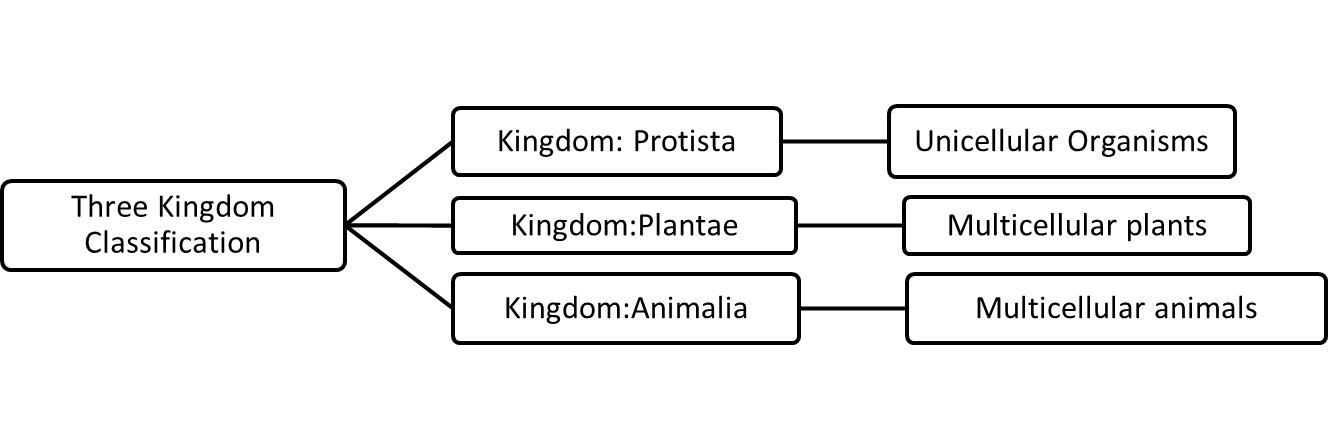 Three Kingdom
Classification
Kingdom: Protista
Unicellular Organisms
Kingdom:Plantae
Multicellular plants
Kingdom:Animalia
Multicellular animals